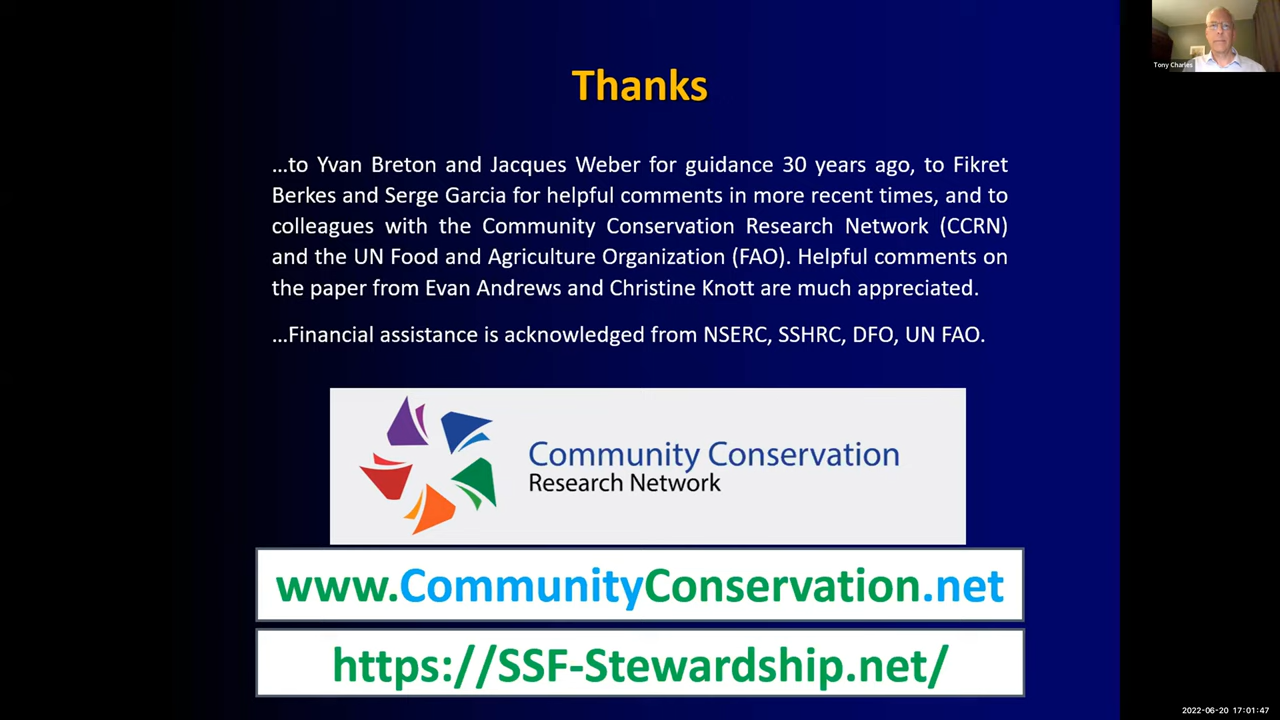 Thanks
...to Yvan Breton and Jacques Weber for guidance 30 years ago, to Fikret
Berkes and Serge Garcia for helpful comments in more recent times, and to
colleagues with the Community Conservation Research Network (CCRN)
and the UN Food and Agriculture Organization (FAO). Helpful comments on
the paper from Evan Andrews and Christine Knott are much appreciated.
...Financial assistance is acknowledged from NSERC, SSHRC, DFO, UN FAO.
Community Conservation
Research Network
www.CommunityConservation.net
https://SSF-Stewardship.net/
Tony Charles
2022-06-20 17:01:47